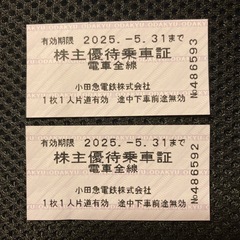 有効期限 2025.-5.31まで
株主優待乗車証
電車全線
小田急電鉄株式会社
1枚1人片道有効 途中下車前途無効
№486593
有効期限 2025.-5.31まで
株主優待乗車証
電車全線
小田急電鉄株式会社
1枚1人片道有効 途中下車前途無効
№486592